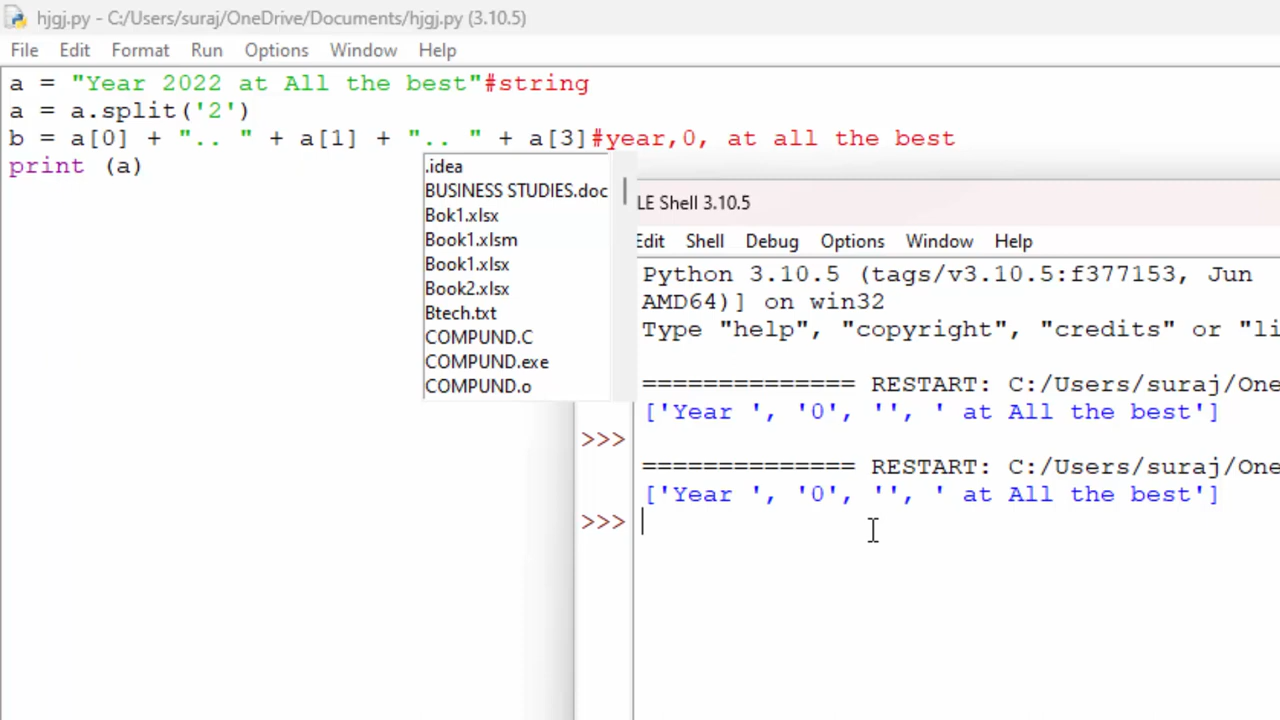 hjgj.py - C:/Users/suraj/OneDrive/Documents/hjgj.py (3.10.5)
File Edit Format Run Options Window Help
a = "Year 2022 at All the best"#string
a = a.split('2')
b = a[0] + ".. " + a[1] + ".. " + a[3]#year,0, at all the best
print (a)
.idea
BUSINESS STUDIES.doc
Bok1.xlsx
Book1.xlsm
Book1.xlsx
Book2.xlsx
Btech.txt
COMPUND.C
COMPUND.exe
COMPUND.o
LE Shell 3.10.5
Edit Shell Debug Options Window Help
Python 3.10.5 (tags/v3.10.5:f377153, Jun
AMD64)] on win32
Type "help", "copyright", "credits" or "li
============== RESTART: C:/Users/suraj/One
['Year ', '0', '', ' at All the best']
>>>
============== RESTART: C:/Users/suraj/One
['Year ', '0', '', ' at All the best']
>>>